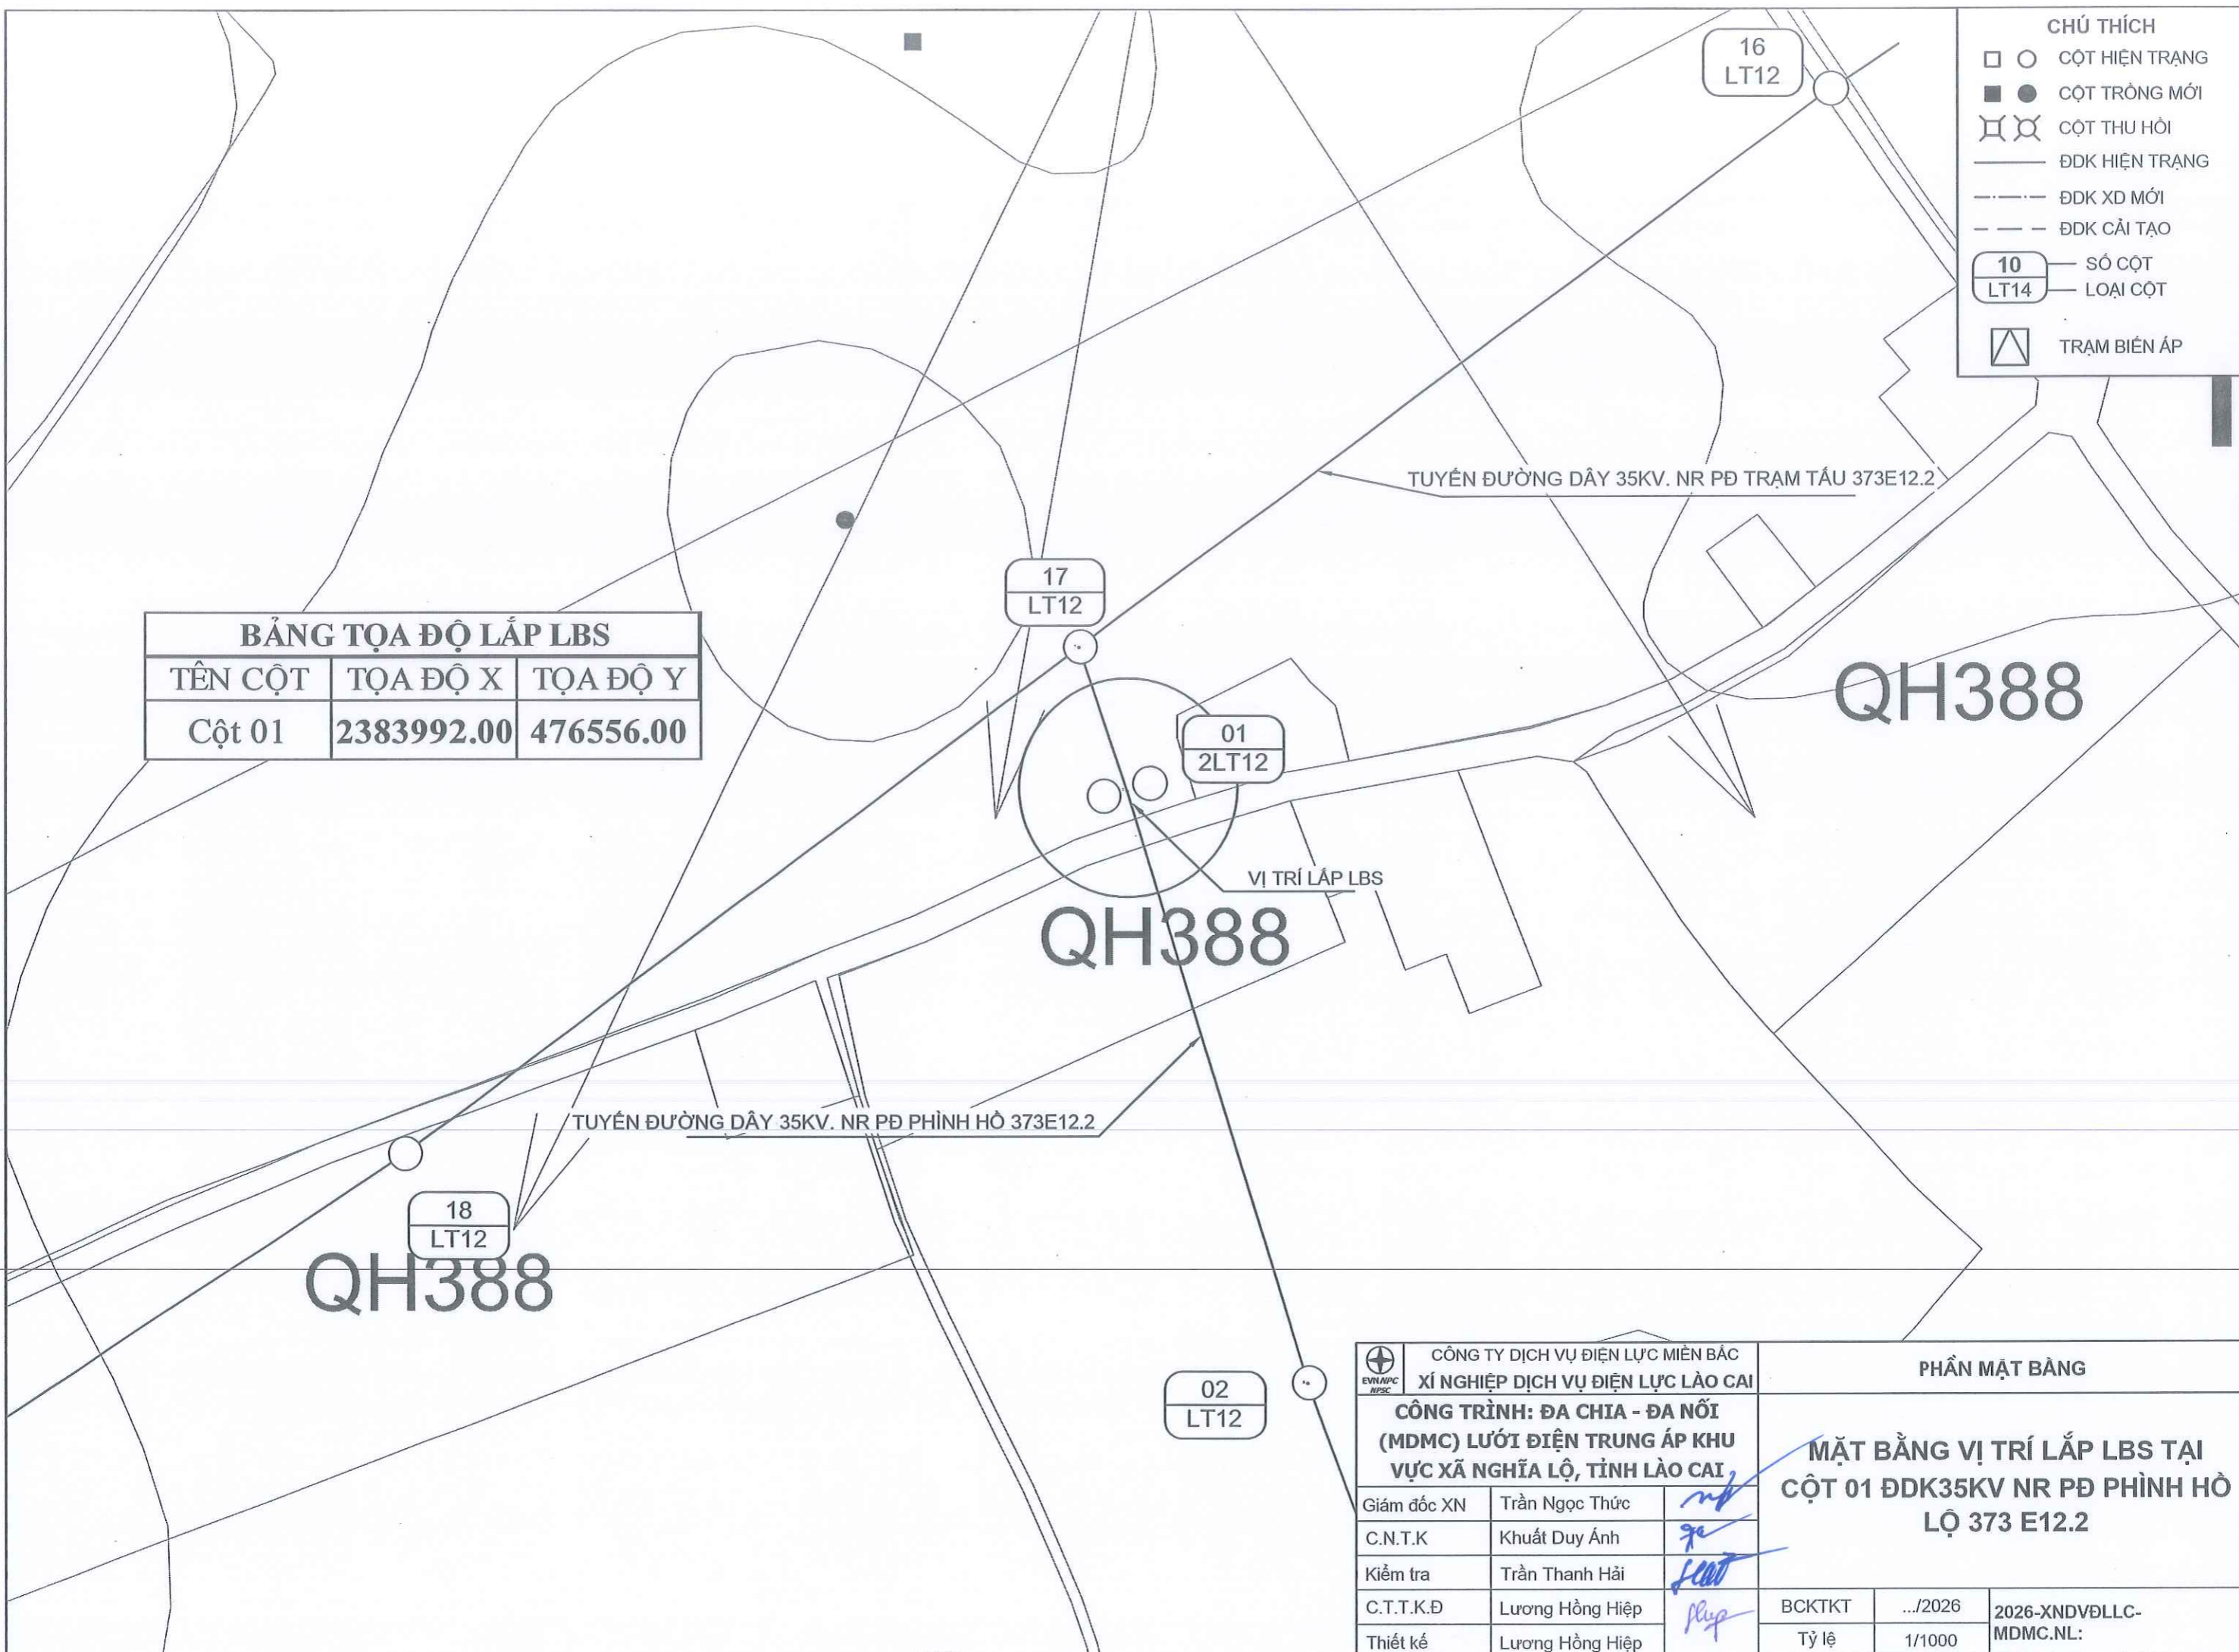 CHÚ THÍCH
CỘT HIỆN TRẠNG
CỘT TRỒNG MỚI
CỘT THU HỒI
ĐDK HIỆN TRẠNG
ĐDK XD MỚI
ĐDK CẢI TẠO
10
SỐ CỘT
LT14
LOẠI CỘT
TRẠM BIẾN ÁP
16
LT12
TUYẾN ĐƯỜNG DÂY 35KV. NR PĐ TRẠM TẤU 373E12.2
17
LT12
BẢNG TỌA ĐỘ LẮP LBS
TÊN CỘT TỌA ĐỘ X TỌA ĐỘ Y
Cột 01 2383992.00 476556.00
QH388
01
2LT12
VỊ TRÍ LẮP LBS
QH388
TUYẾN ĐƯỜNG DÂY 35KV. NR PĐ PHÌNH HỒ 373E12.2
18
LT12
QH388
02
LT12
EVNNPC
NPSC
CÔNG TY DỊCH VỤ ĐIỆN LỰC MIỀN BẮC
XÍ NGHIỆP DỊCH VỤ ĐIỆN LỰC LÀO CAI
CÔNG TRÌNH: ĐA CHIA - ĐA NỐI
(MDMC) LƯỚI ĐIỆN TRUNG ÁP KHU
VỰC XÃ NGHĨA LỘ, TỈNH LÀO CAI
Giám đốc XN Trần Ngọc Thức
C.N.T.K Khuất Duy Ánh
Kiểm tra Trần Thanh Hải
C.T.T.K.Đ Lương Hồng Hiệp
Thiết kế Lương Hồng Hiệp
PHẦN MẶT BẰNG
MẶT BẰNG VỊ TRÍ LẮP LBS TẠI
CỘT 01 ĐDK35KV NR PĐ PHÌNH HỒ
LỘ 373 E12.2
BCKTKT .../2026
Tỷ lệ 1/1000
2026-XNDVĐLLC-
MDMC.NL: